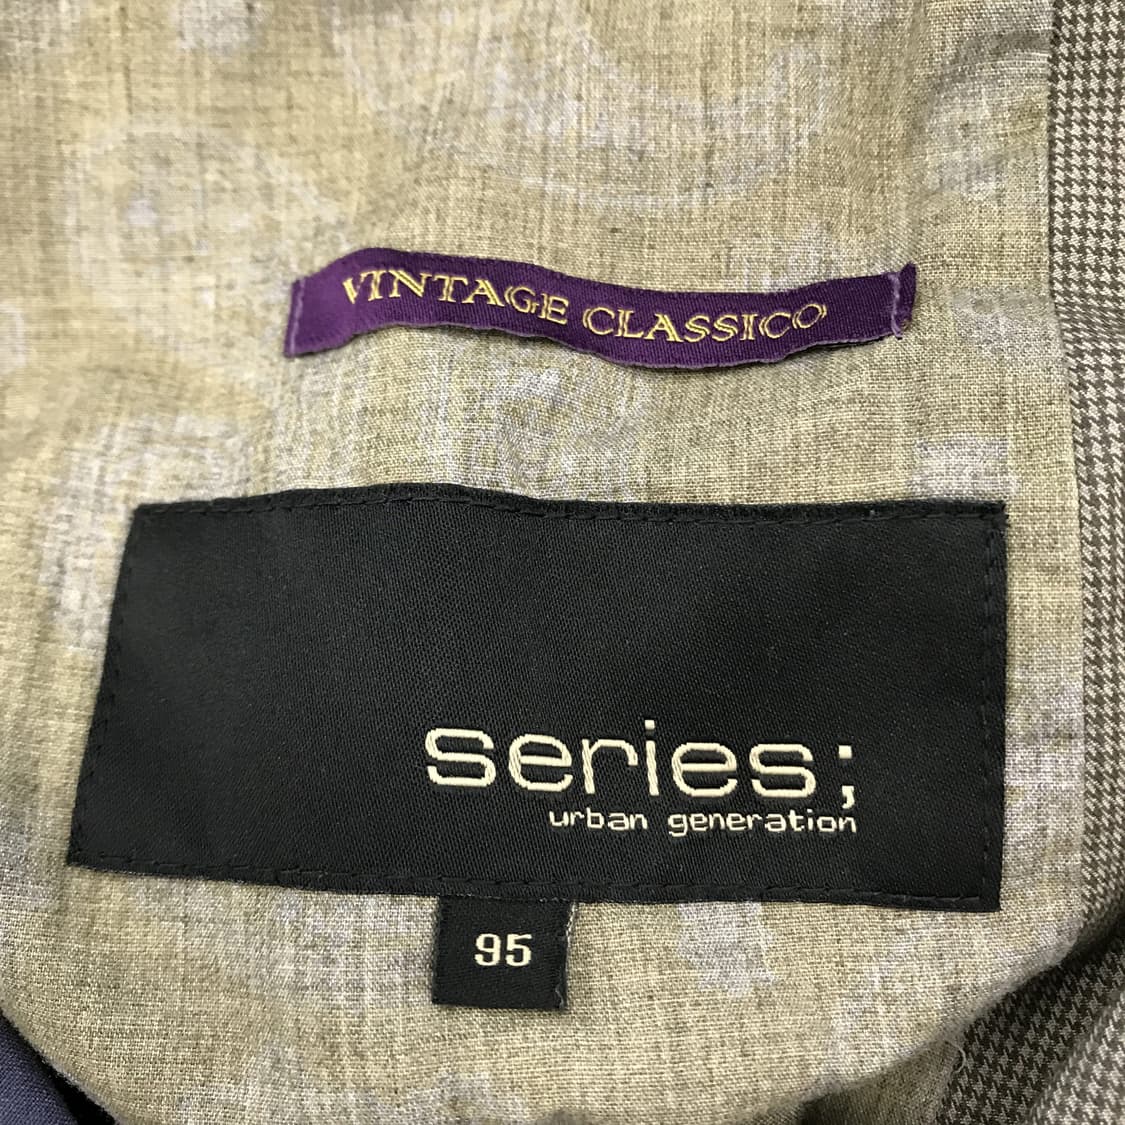 VINTAGE CLASSICO
series;
urban generation
95